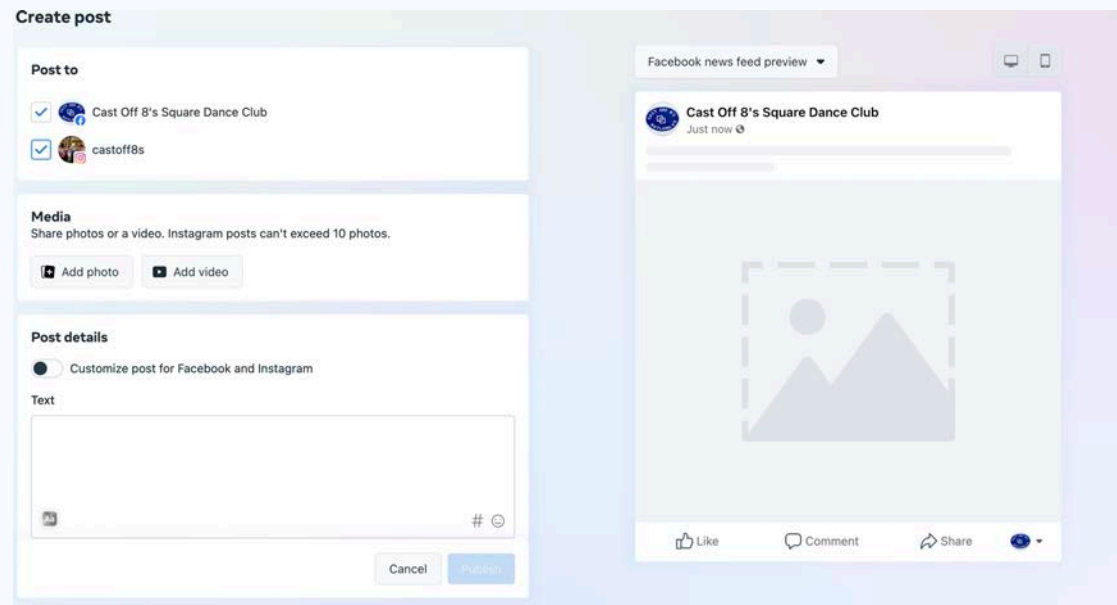 Create post
Post to
Cast Off 8's Square Dance Club
castoff8s
Media
Share photos or a video. Instagram posts can't exceed 10 photos.
Add photo
Add video
Post details
Customize post for Facebook and Instagram
Text
#
Cancel
Publish
Facebook news feed preview
Cast Off 8's Square Dance Club
Just now
Like
Comment
Share